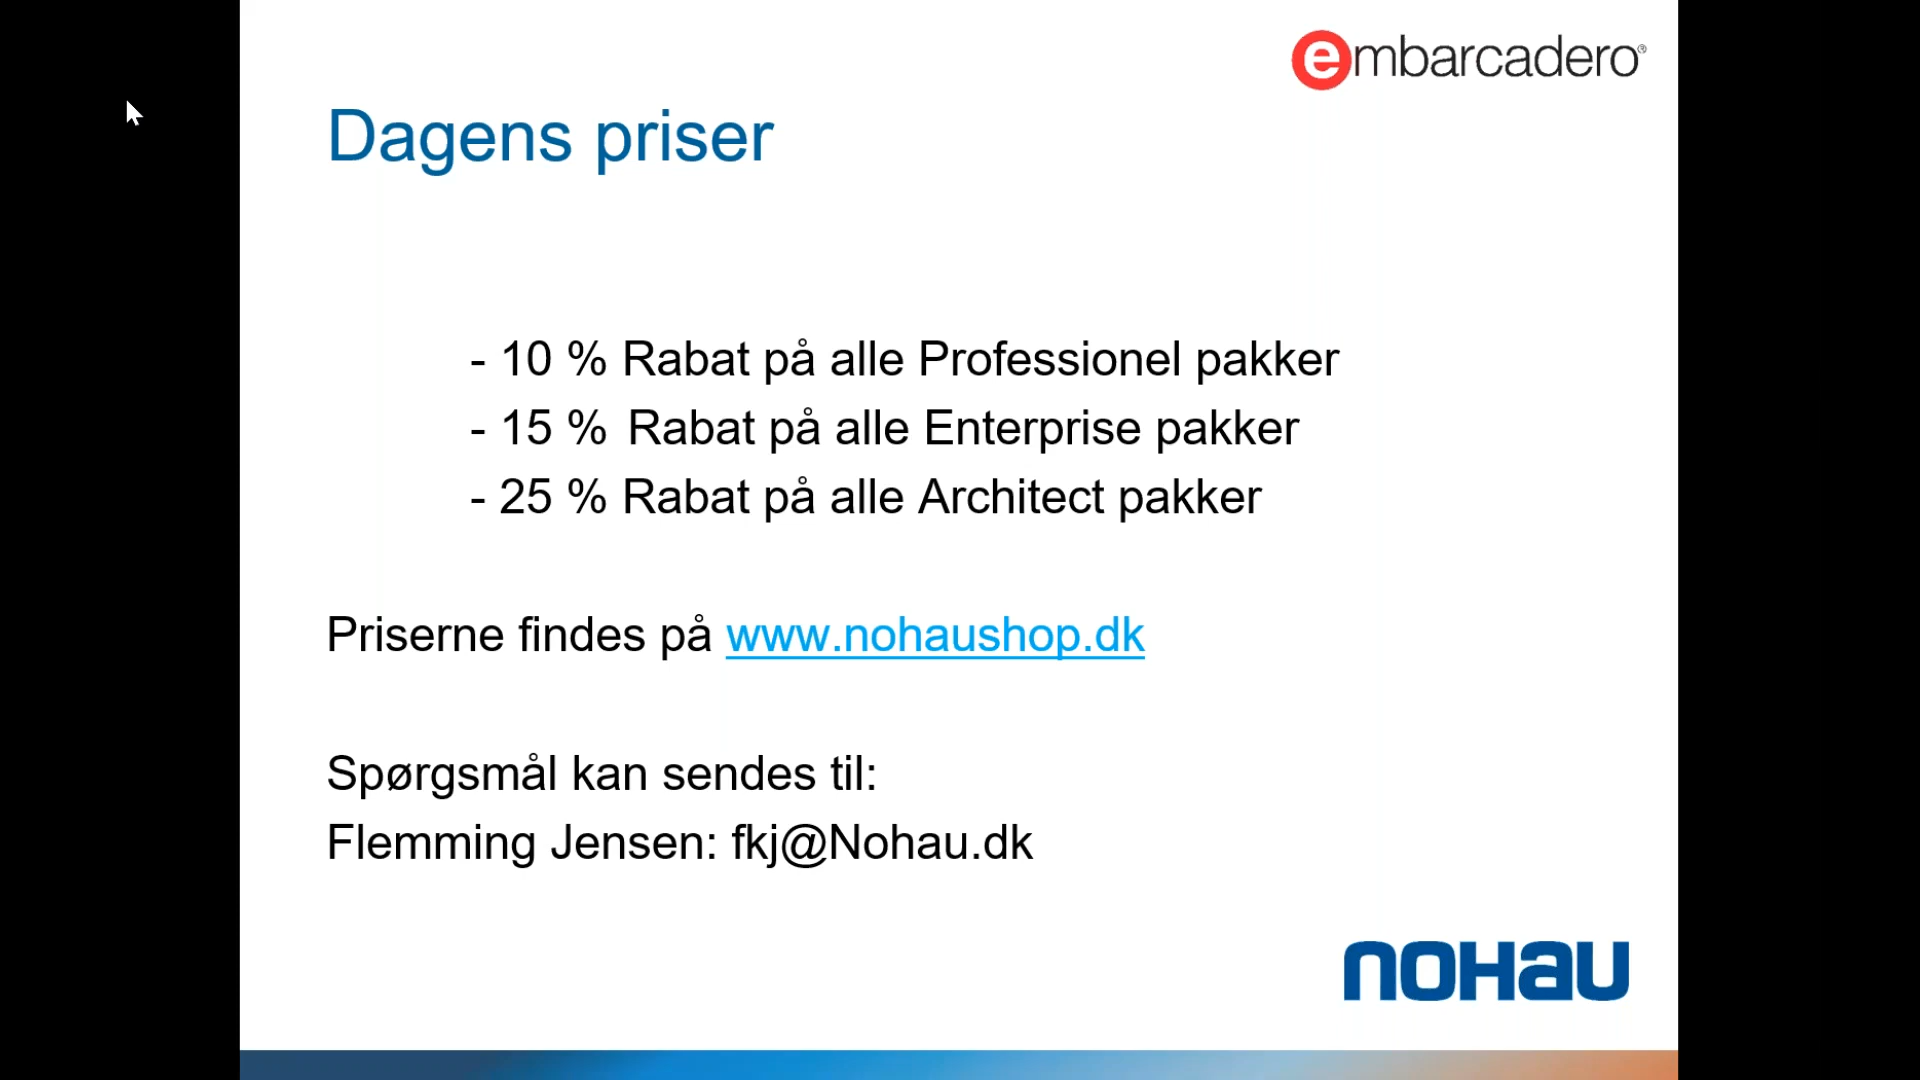 embarcadero®
Dagens priser
- 10 % Rabat på alle Professionel pakker
- 15 % Rabat på alle Enterprise pakker
- 25 % Rabat på alle Architect pakker
Priserne findes på www.nohaushop.dk
Spørgsmål kan sendes til:
Flemming Jensen: fkj@Nohau.dk
noHau